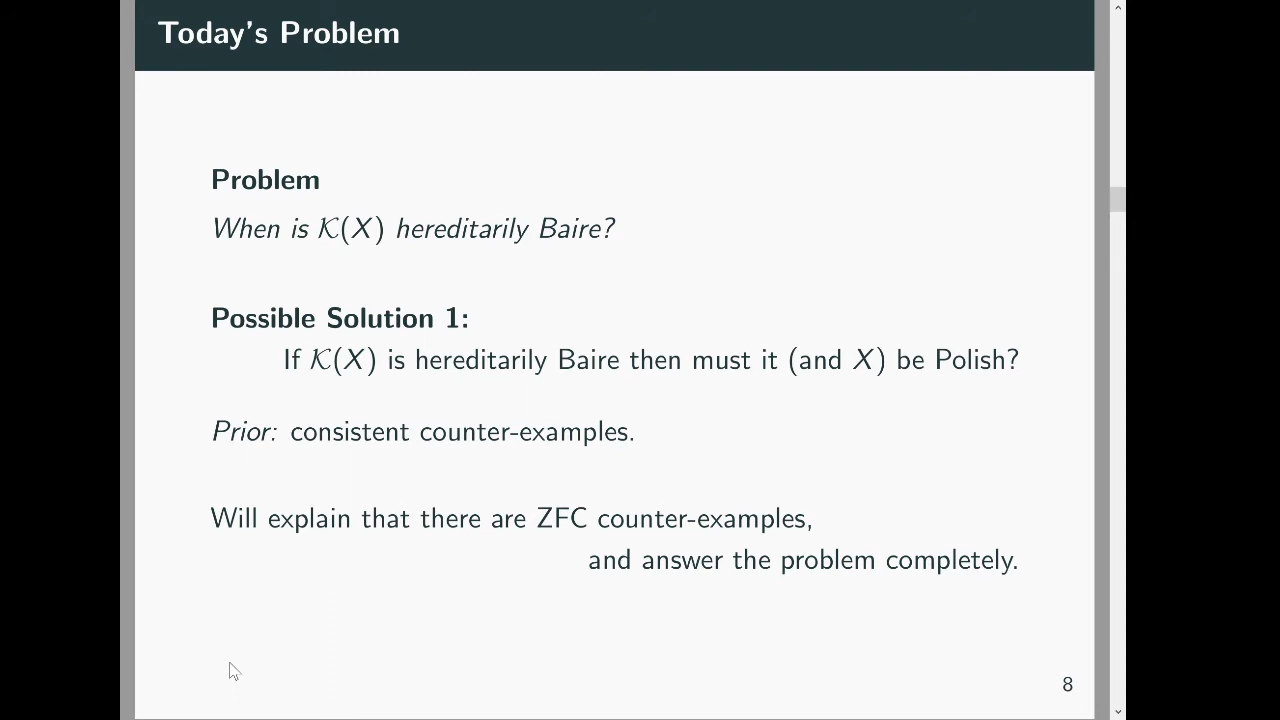 Today's Problem
Problem
When is 𝒦(X) hereditarily Baire?
Possible Solution 1:
If 𝒦(X) is hereditarily Baire then must it (and X) be Polish?
Prior: consistent counter-examples.
Will explain that there are ZFC counter-examples,
and answer the problem completely.
8